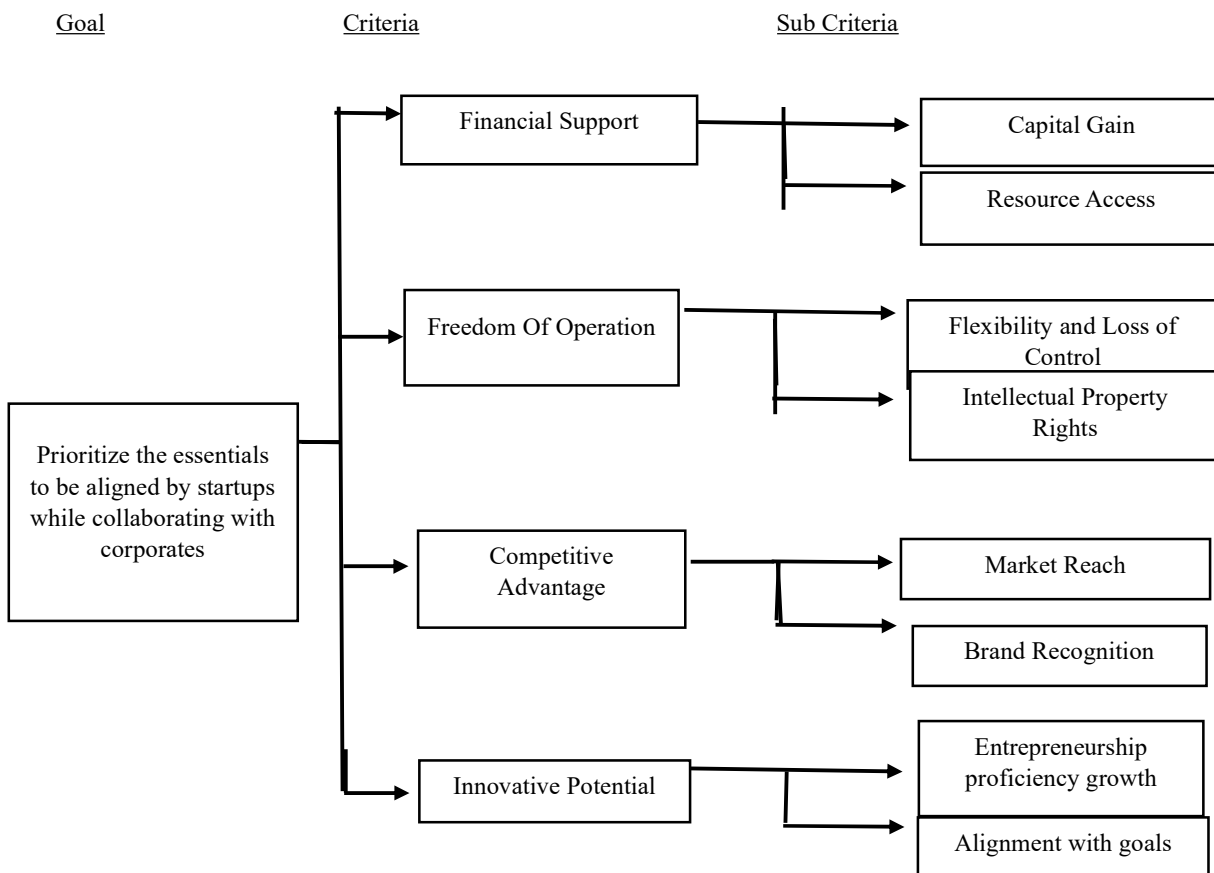 Goal
Criteria
Sub Criteria
Financial Support
Capital Gain
Resource Access
Freedom Of Operation
Flexibility and Loss of
Control
Intellectual Property
Rights
Prioritize the essentials
to be aligned by startups
while collaborating with
corporates
Competitive
Advantage
Market Reach
Brand Recognition
Innovative Potential
Entrepreneurship
proficiency growth
Alignment with goals